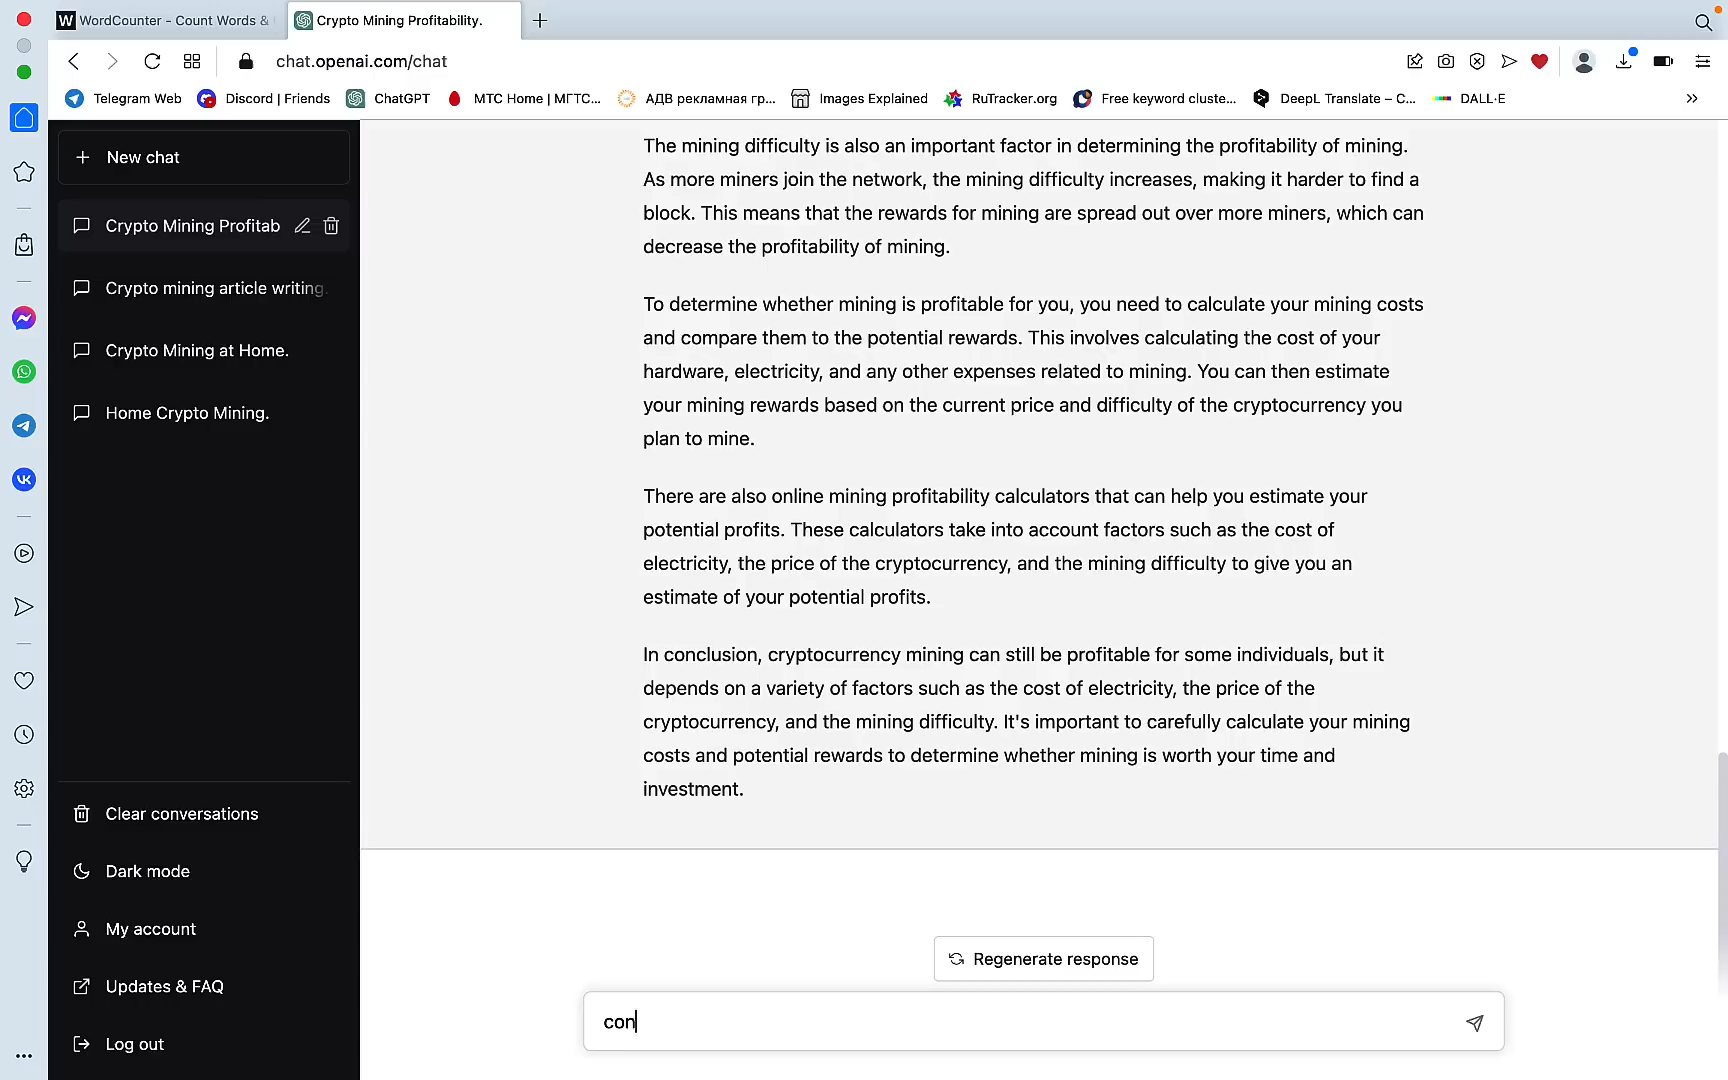 WordCounter - Count Words &
Crypto Mining Profitability.
chat.openai.com/chat
Telegram Web
Discord | Friends
ChatGPT
МТС Home | МГТС...
АДВ рекламная гр...
Images Explained
RuTracker.org
Free keyword cluste...
DeepL Translate – C...
DALL·E
New chat
Crypto Mining Profitab
Crypto mining article writing.
Crypto Mining at Home.
Home Crypto Mining.
Clear conversations
Dark mode
My account
Updates & FAQ
Log out
The mining difficulty is also an important factor in determining the profitability of mining.
As more miners join the network, the mining difficulty increases, making it harder to find a
block. This means that the rewards for mining are spread out over more miners, which can
decrease the profitability of mining.
To determine whether mining is profitable for you, you need to calculate your mining costs
and compare them to the potential rewards. This involves calculating the cost of your
hardware, electricity, and any other expenses related to mining. You can then estimate
your mining rewards based on the current price and difficulty of the cryptocurrency you
plan to mine.
There are also online mining profitability calculators that can help you estimate your
potential profits. These calculators take into account factors such as the cost of
electricity, the price of the cryptocurrency, and the mining difficulty to give you an
estimate of your potential profits.
In conclusion, cryptocurrency mining can still be profitable for some individuals, but it
depends on a variety of factors such as the cost of electricity, the price of the
cryptocurrency, and the mining difficulty. It's important to carefully calculate your mining
costs and potential rewards to determine whether mining is worth your time and
investment.
Regenerate response
con